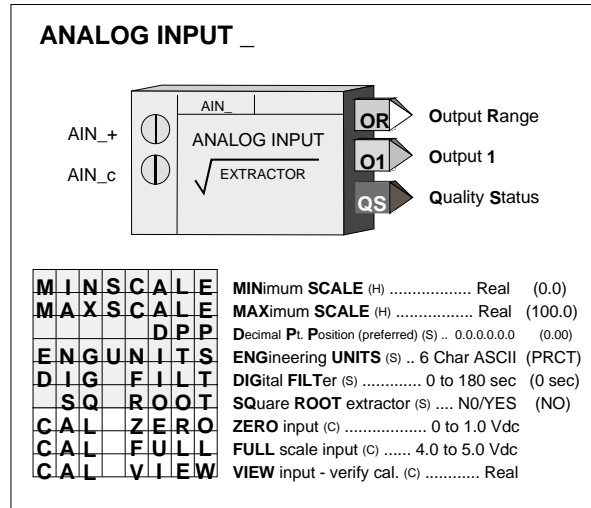 ANALOG INPUT _
AIN_
AIN_+
AIN_c
ANALOG INPUT
√ EXTRACTOR
OR Output Range
O1 Output 1
QS Quality Status
MINSCALE MINimum SCALE (H) .................. Real (0.0)
MAXSCALE MAXimum SCALE (H) ................. Real (100.0)
DPP Decimal Pt. Position (preferred) (S) .. 0.0.0.0.0.0 (0.00)
ENGUNITS ENGineering UNITS (S) .. 6 Char ASCII (PRCT)
DIG FILT DIGital FILTer (S) ............. 0 to 180 sec (0 sec)
SQ ROOT SQuare ROOT extractor (S) .... N0/YES (NO)
CAL ZERO ZERO input (C) .................. 0 to 1.0 Vdc
CAL FULL FULL scale input (C) ...... 4.0 to 5.0 Vdc
CAL VIEW VIEW input - verify cal. (C) ............ Real